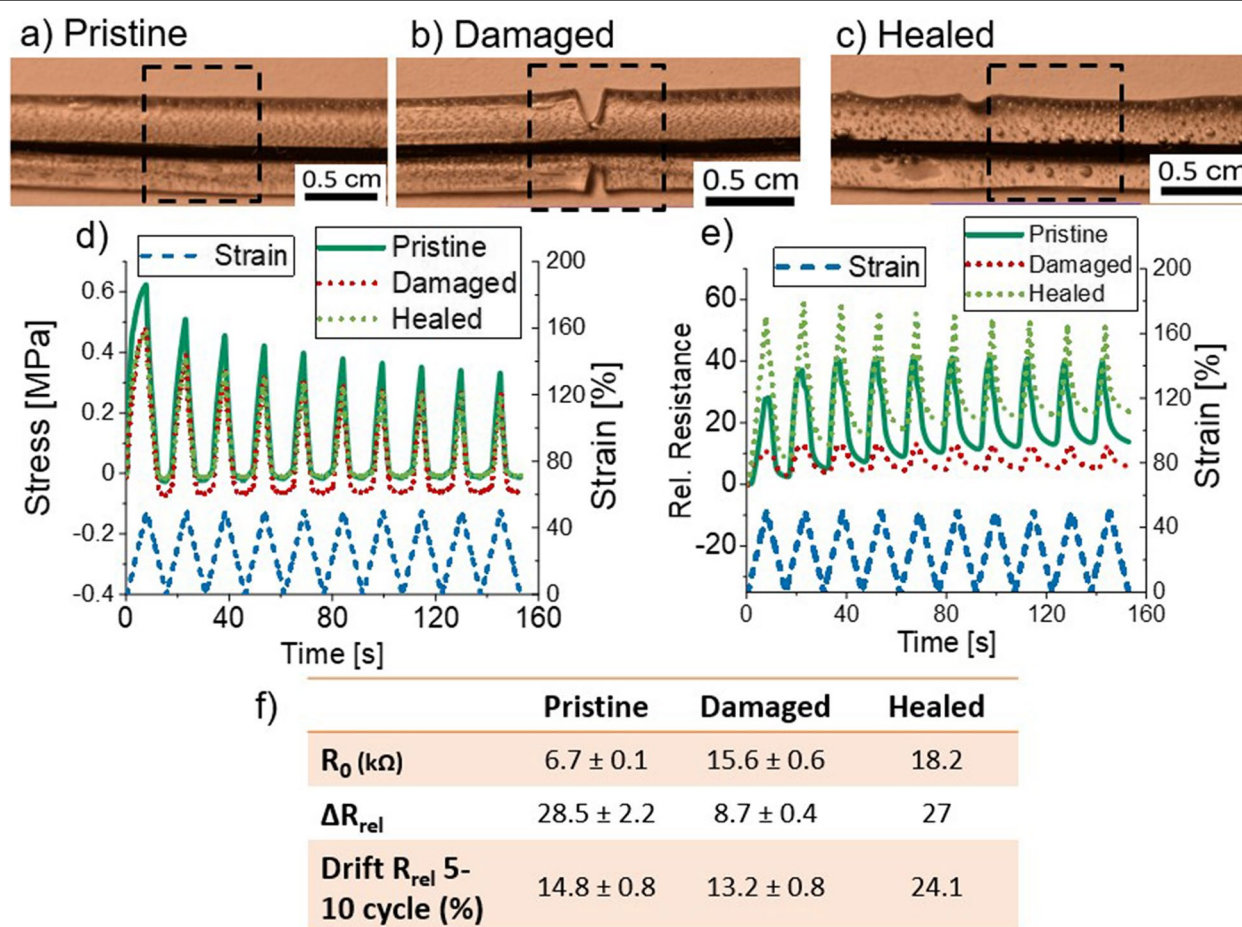 a) Pristine
b) Damaged
c) Healed
0.5 cm
0.5 cm
0.5 cm
d)
Strain
Pristine
Damaged
Healed
Stress [MPa]
0.6
0.4
0.2
0
-0.2
-0.4
200
160
120
80
40
0
Strain [%]
0 40 80 120 160
Time [s]
e)
Strain
Pristine
Damaged
Healed
Rel. Resistance
60
40
20
0
-20
200
160
120
80
40
0
Strain [%]
0 40 80 120 160
Time [s]
f)
Pristine Damaged Healed
R0 (kΩ) 6.7 ± 0.1 15.6 ± 0.6 18.2
ΔRrel 28.5 ± 2.2 8.7 ± 0.4 27
Drift Rrel 5-
10 cycle (%) 14.8 ± 0.8 13.2 ± 0.8 24.1